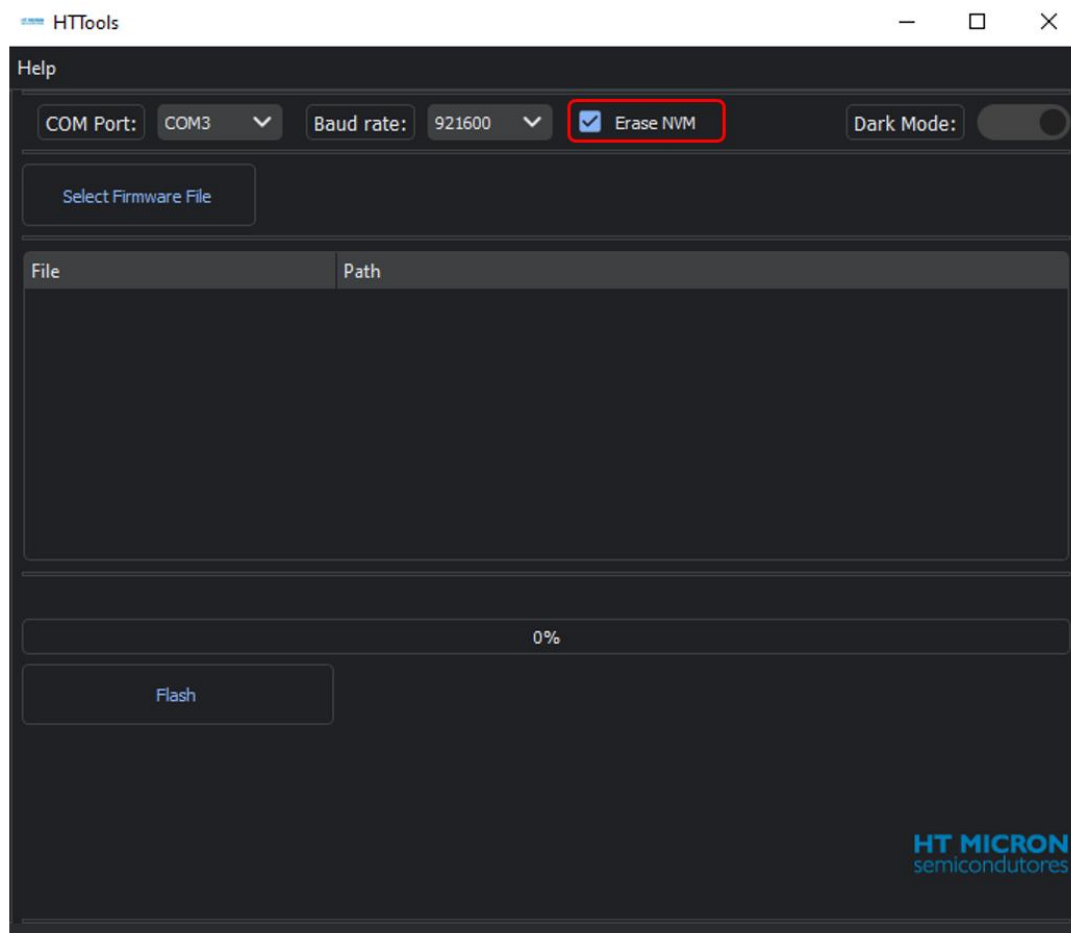 HTTools
Help
COM Port: COM3 Baud rate: 921600 Erase NVM Dark Mode:
Select Firmware File
File Path
0%
Flash
HT MICRON
semicondutores